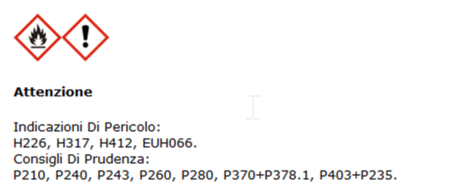 Attenzione
Indicazioni Di Pericolo:
H226, H317, H412, EUH066.
Consigli Di Prudenza:
P210, P240, P243, P260, P280, P370+P378.1, P403+P235.